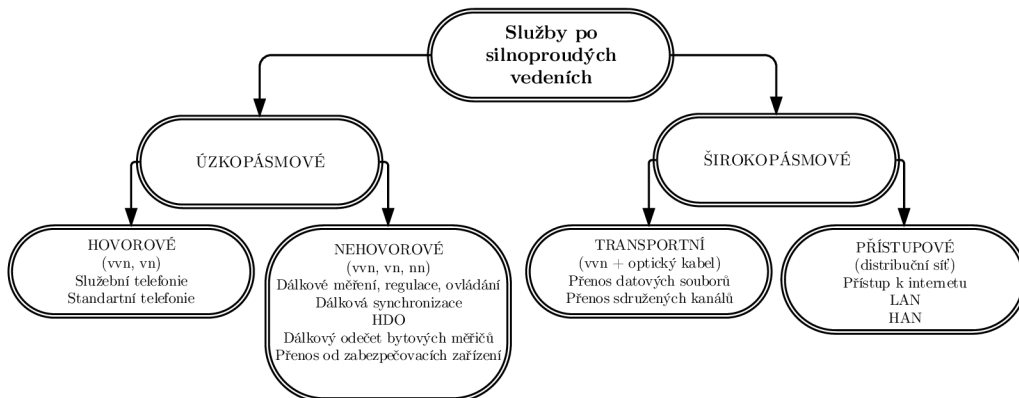 Služby po
silnoproudých
vedeních
ÚZKOPÁSMOVÉ
ŠIROKOPÁSMOVÉ
HOVOROVÉ
(vvn, vn)
Služební telefonie
Standartní telefonie
NEHOVOROVÉ
(vvn, vn, nn)
Dálkové měření, regulace, ovládání
Dálková synchronizace
HDO
Dálkový odečet bytových měřičů
Přenos od zabezpečovacích zařízení
TRANSPORTNÍ
(vvn + optický kabel)
Přenos datových souborů
Přenos sdružených kanálů
PŘÍSTUPOVÉ
(distribuční síť)
Přístup k internetu
LAN
HAN